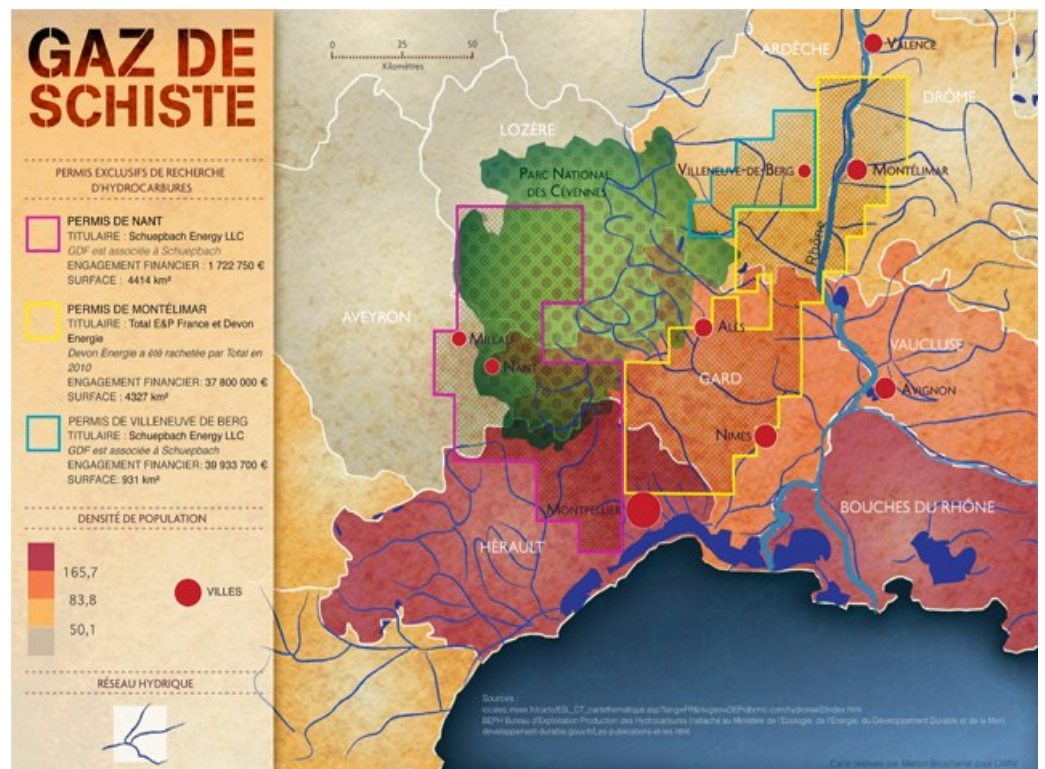 GAZ DE
SCHISTE
PERMIS EXCLUSIFS DE RECHERCHE
D'HYDROCARBURES
PERMIS DE NANT
TITULAIRE : Schuepbach Energy LLC
GDF est associée à Schuepbach
ENGAGEMENT FINANCIER : 1 722 750 €
SURFACE : 4414 km²
PERMIS DE MONTÉLIMAR
TITULAIRE : Total E&P France et Devon
Energie
Devon Energie a été rachetée par Total en
2010
ENGAGEMENT FINANCIER: 37 800 000 €
SURFACE : 4327 km²
PERMIS DE VILLENEUVE DE BERG
TITULAIRE : Schuepbach Energy LLC
GDF est associée à Schuepbach
ENGAGEMENT FINANCIER: 39 933 700 €
SURFACE: 931 km²
DENSITÉ DE POPULATION
165,7
83,8
50,1
VILLES
RÉSEAU HYDRIQUE
0 25 50
Kilomètres
ARDÈCHE
VALENCE
DRÔME
LOZÈRE
PARC NATIONAL
DES CÉVENNES
VILLENEUVE-DE-BERG
MONTÉLIMAR
Rhône
AVEYRON
MILLAU
NANT
ALÈS
GARD
VAUCLUSE
AVIGNON
NIMES
MONTPELLIER
HÉRAULT
BOUCHES DU RHÔNE
Sources :
BEPH Bureau d'Exploitation Production des Hydrocarbures (rattaché au Ministères de l'Ecologie, de l'Energie, du Développement Durable et de la Mer)
developpement-durable.gouv.fr/Les-publications-et-les.html
Carte réalisée par Marion Boucharlat pour OWNI